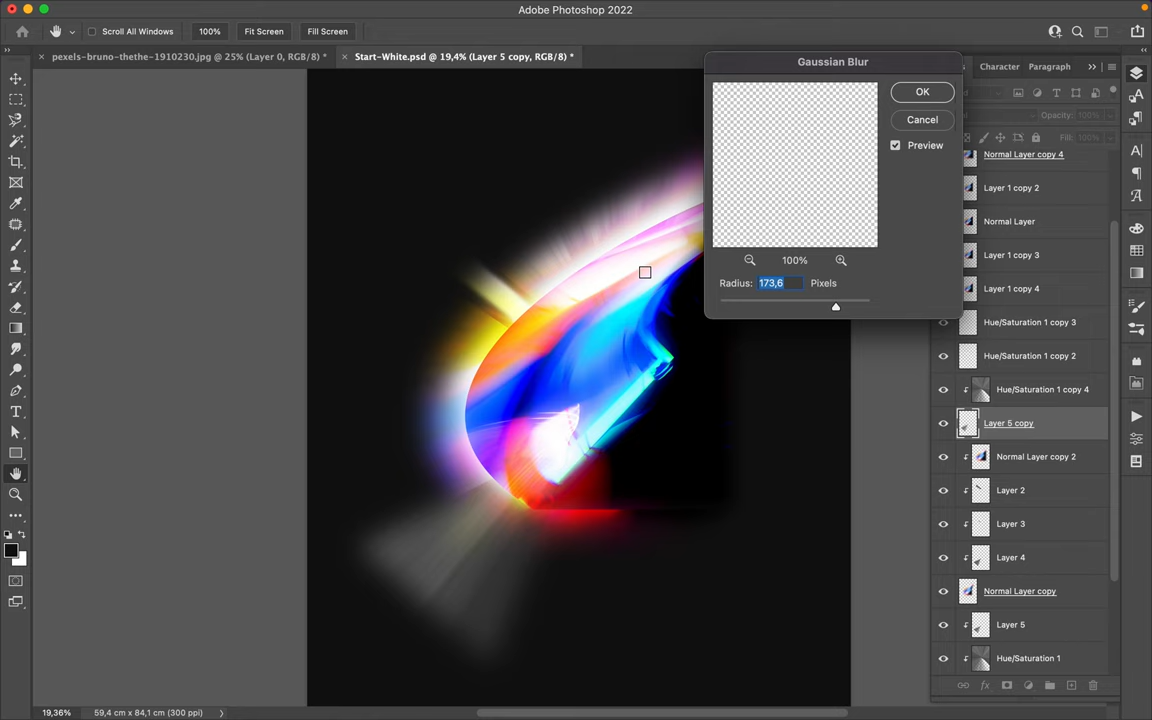 Adobe Photoshop 2022
Scroll All Windows
100%
Fit Screen
Fill Screen
pexels-bruno-thethe-1910230.jpg @ 25% (Layer 0, RGB/8) *
Start-White.psd @ 19,4% (Layer 5 copy, RGB/8) *
Gaussian Blur
Character
Paragraph
OK
Cancel
Preview
Opacity: 100%
Fill: 100%
100%
Radius: 173,6 Pixels
Normal Layer copy 4
Layer 1 copy 2
Normal Layer
Layer 1 copy 3
Layer 1 copy 4
Hue/Saturation 1 copy 3
Hue/Saturation 1 copy 2
Hue/Saturation 1 copy 4
Layer 5 copy
Normal Layer copy 2
Layer 2
Layer 3
Layer 4
Normal Layer copy
Layer 5
Hue/Saturation 1
19,36%
59,4 cm x 84,1 cm (300 ppi)